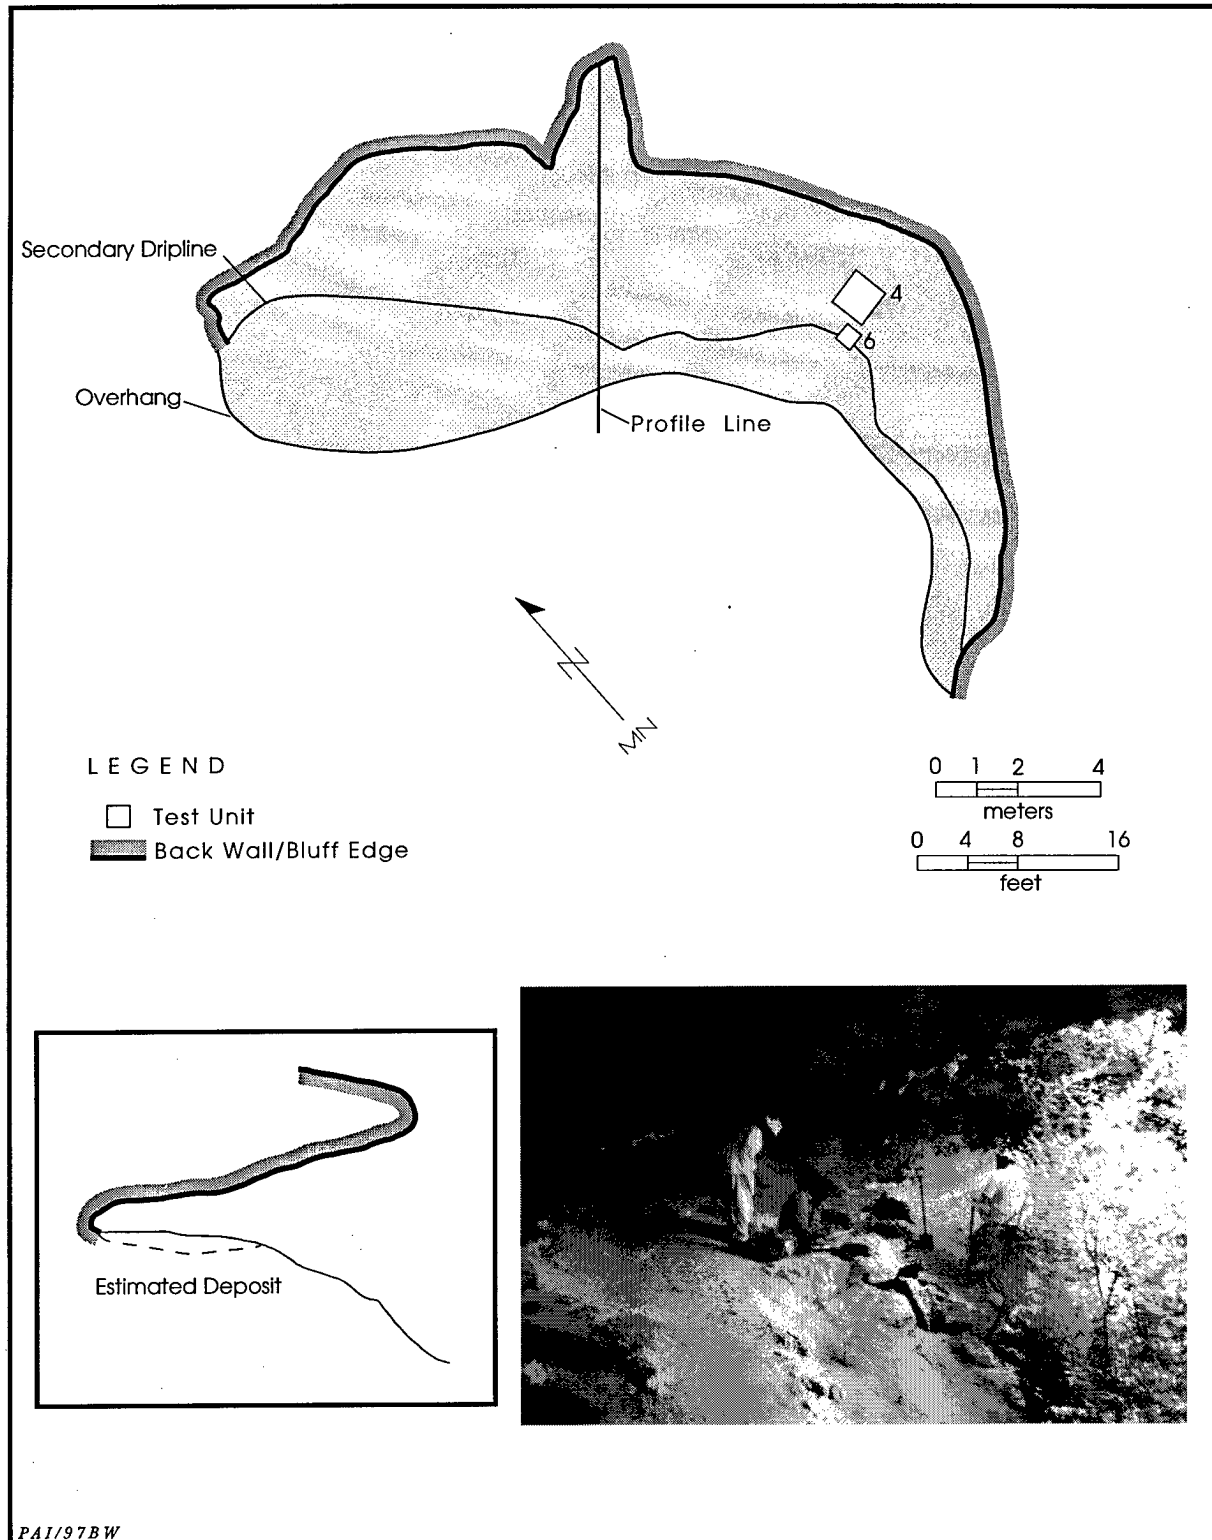 Secondary Dripline
4
6
Overhang
Profile Line
N
MN
LEGEND
0 1 2 4
Test Unit
meters
Back Wall/Bluff Edge
0 4 8 16
feet
Estimated Deposit
PAI/97BW